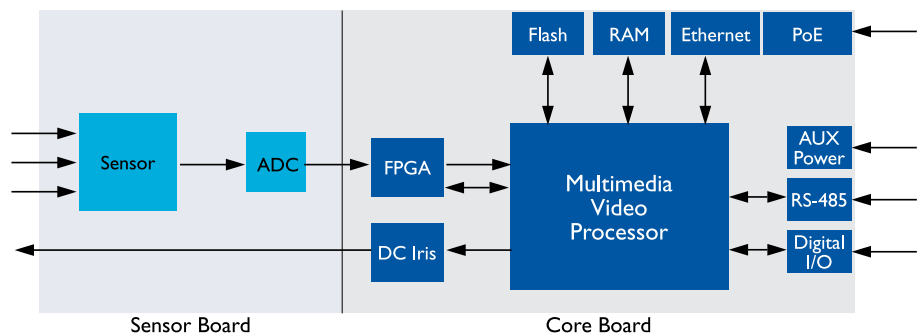 Flash
RAM
Ethernet
PoE
Sensor
ADC
FPGA
Multimedia
Video
Processor
AUX
Power
RS-485
DC Iris
Digital
I/O
Sensor Board
Core Board